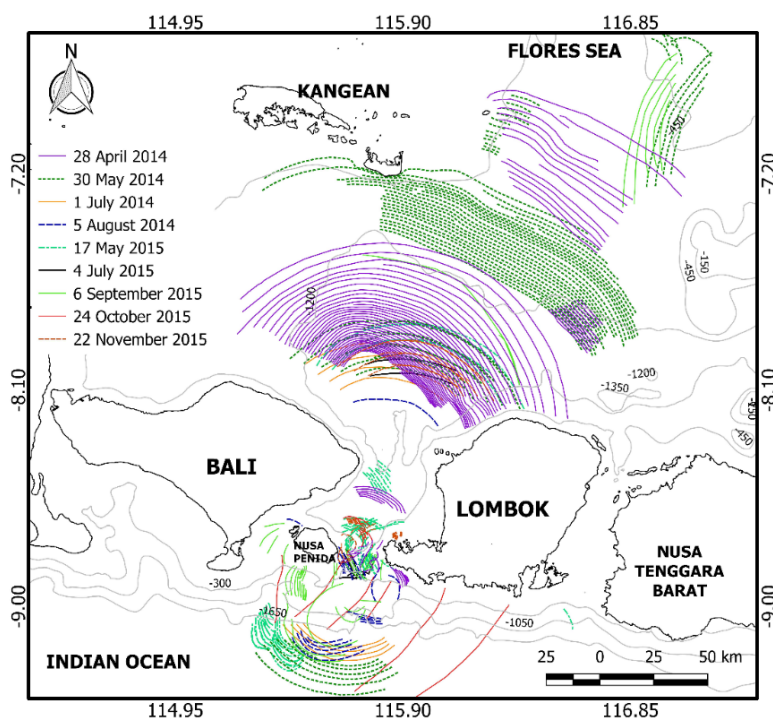 114.95 115.90 116.85
N
FLORES SEA
KANGEAN
-450
28 April 2014
30 May 2014
1 July 2014
5 August 2014
17 May 2015
4 July 2015
6 September 2015
24 October 2015
22 November 2015
-7.20 -7.20
-150
-450
-1200
-1200
-1350
-8.10 -8.10
-450
BALI
LOMBOK
NUSA
PENIDA
NUSA
TENGGARA
BARAT
-300
-9.00 -9.00
-1650
-1050
INDIAN OCEAN
25 0 25 50 km
114.95 115.90 116.85